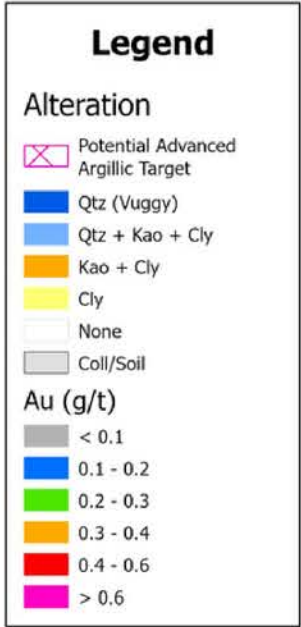 Legend
Alteration
Potential Advanced
Argillic Target
Qtz (Vuggy)
Qtz + Kao + Cly
Kao + Cly
Cly
None
Coll/Soil
Au (g/t)
< 0.1
0.1 - 0.2
0.2 - 0.3
0.3 - 0.4
0.4 - 0.6
> 0.6